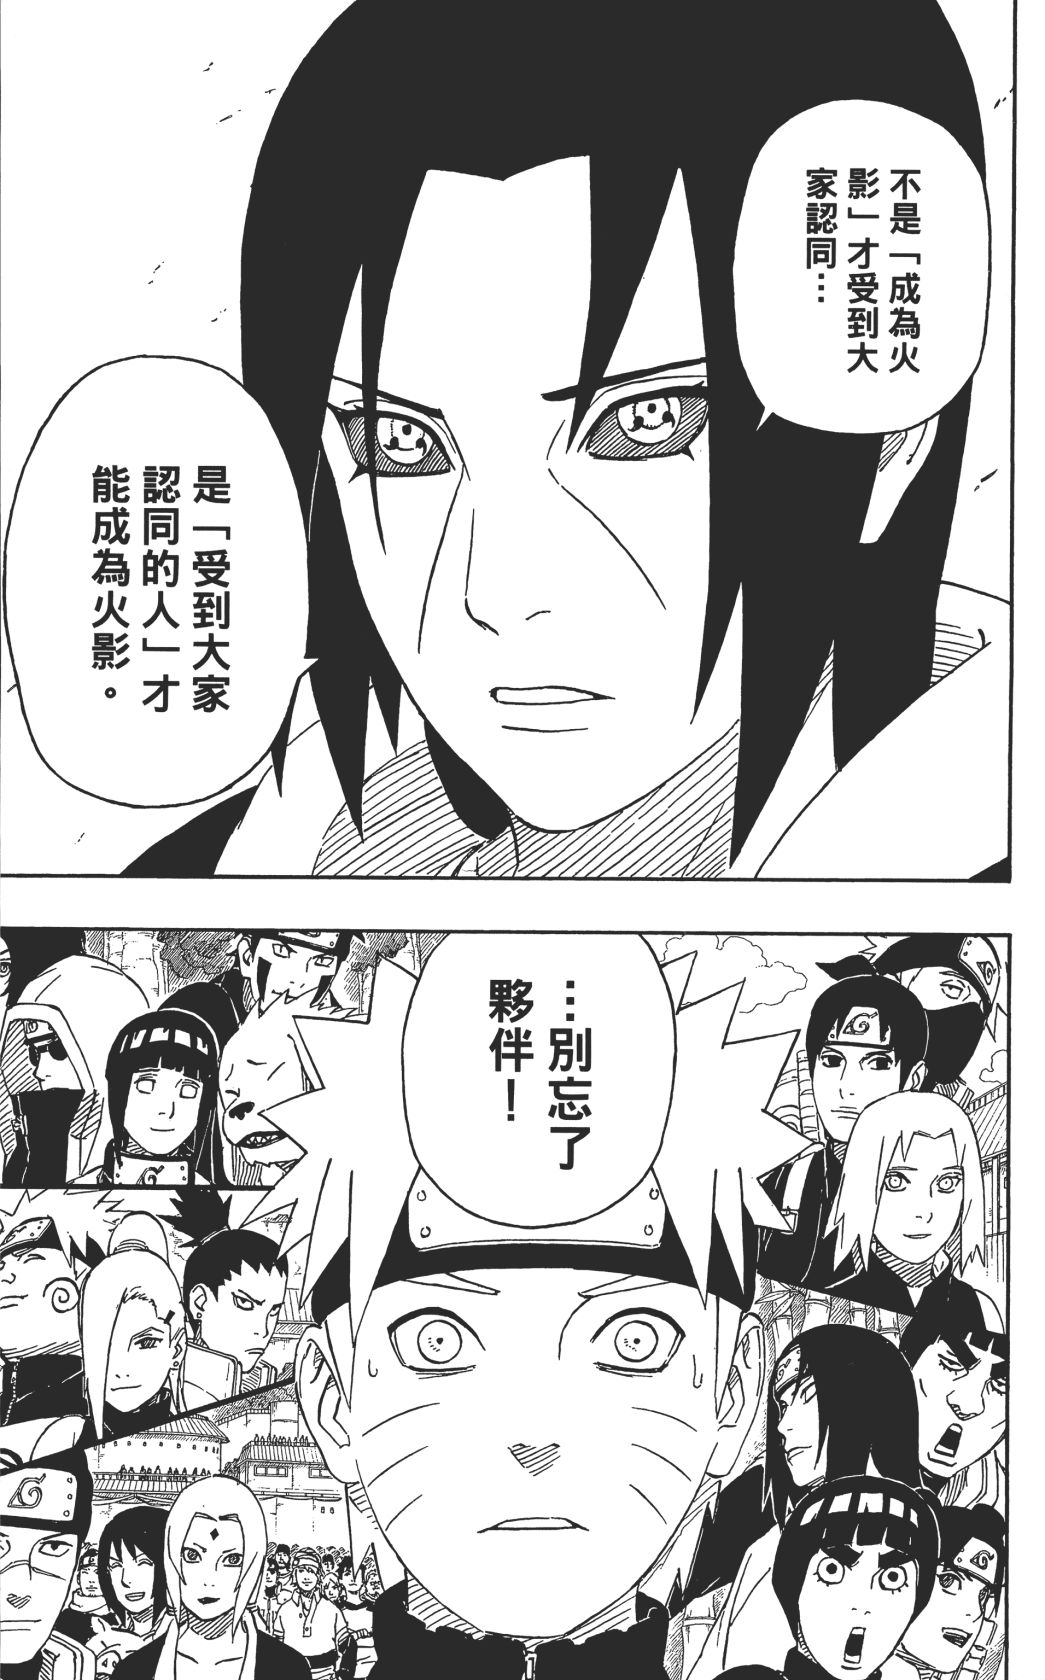 不是「成為火
影」才受到大
家認同…
是「受到大家
認同的人」才
能成為火影。
…別忘了
夥伴！